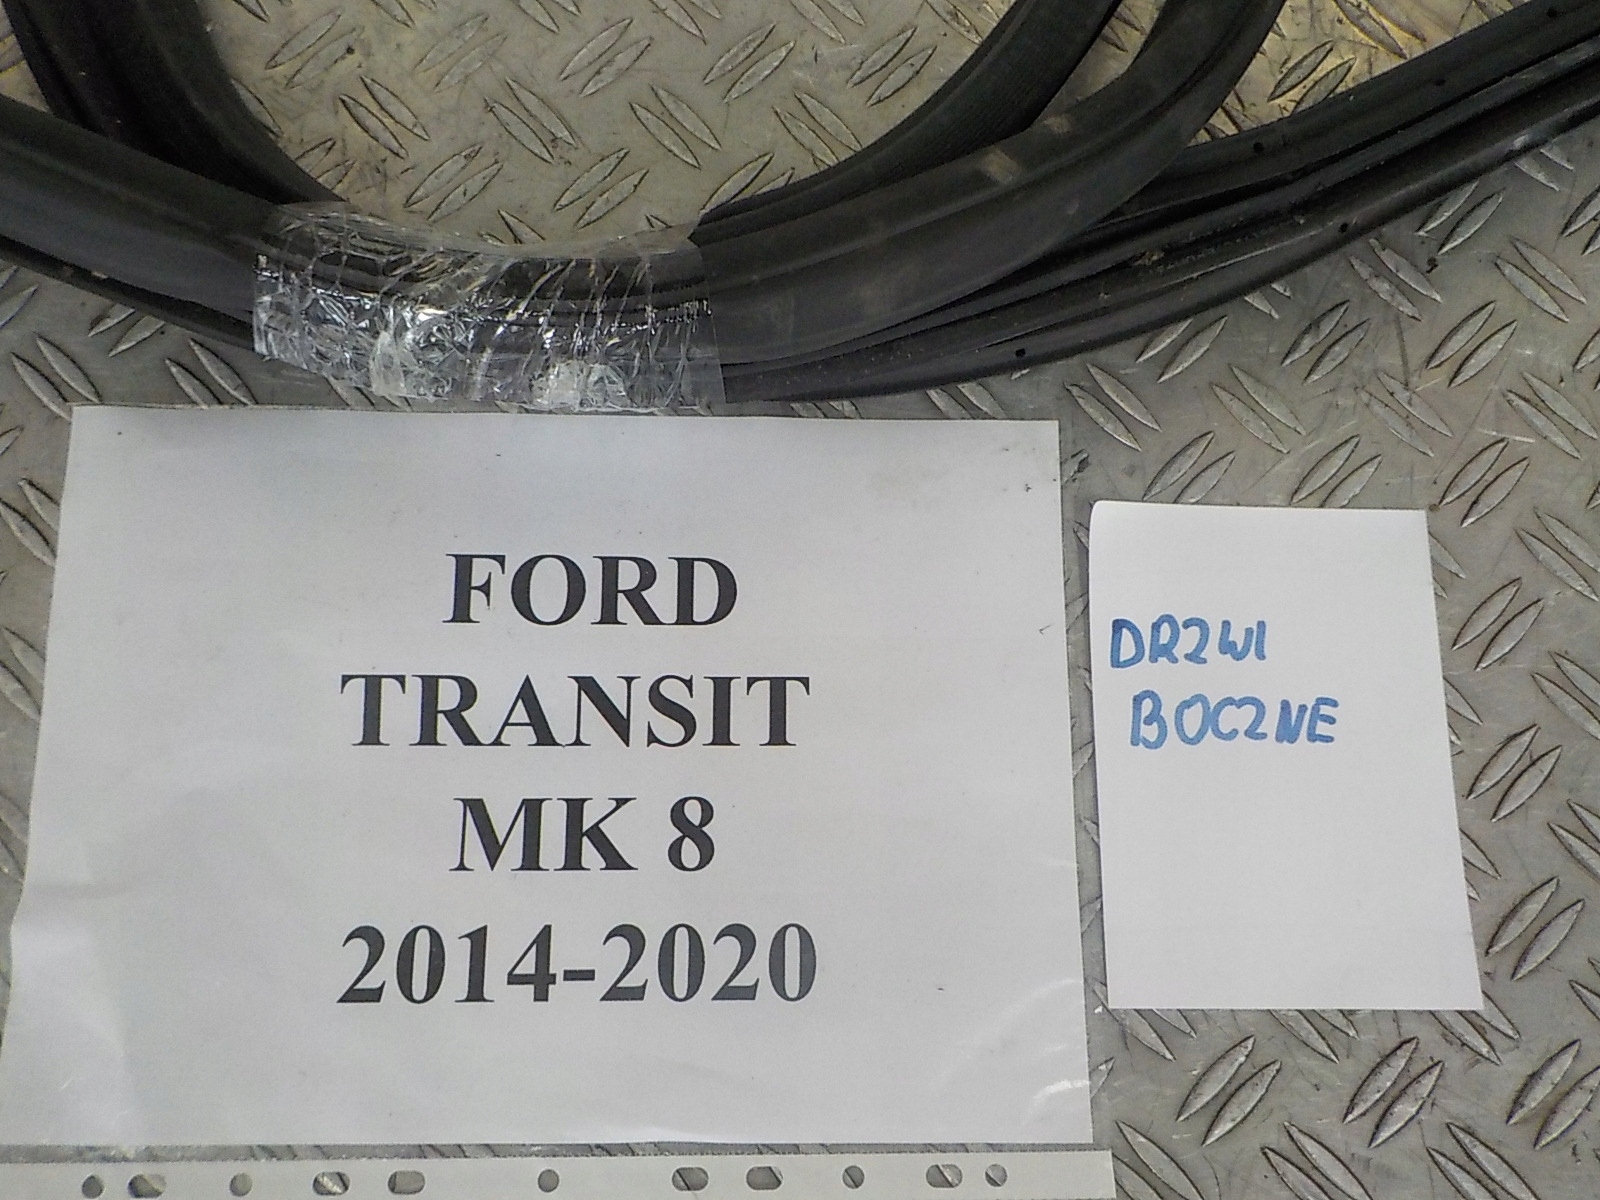 FORD
TRANSIT
MK 8
2014-2020
DRZWI
BOCZNE